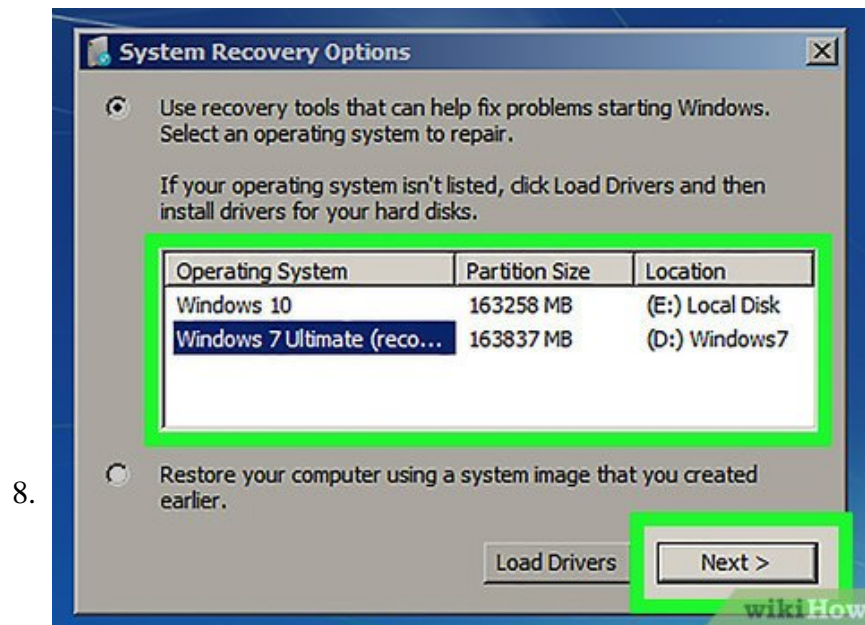 System Recovery Options
Use recovery tools that can help fix problems starting Windows.
Select an operating system to repair.
If your operating system isn't listed, click Load Drivers and then
install drivers for your hard disks.
Operating System Partition Size Location
Windows 10 163258 MB (E:) Local Disk
Windows 7 Ultimate (reco... 163837 MB (D:) Windows7
8.
Restore your computer using a system image that you created
earlier.
Load Drivers Next >
wikiHow